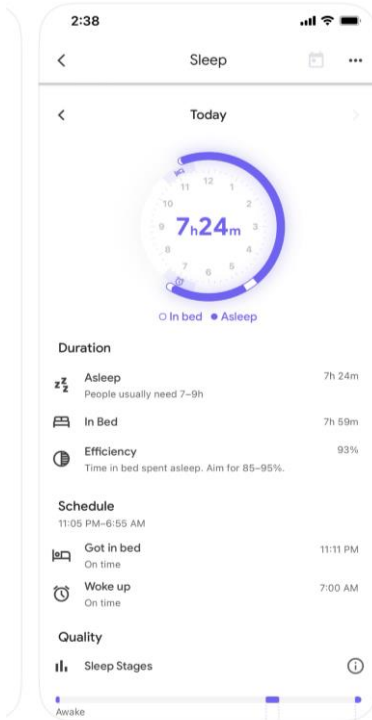 2:38
Sleep
Today
12
11
1
10
2
9
3
8
4
7
5
6
7h24m
In bed
Asleep
Duration
Asleep
7h 24m
People usually need 7–9h
In Bed
7h 59m
Efficiency
93%
Time in bed spent asleep. Aim for 85–95%.
Schedule
11:05 PM–6:55 AM
Got in bed
11:11 PM
On time
Woke up
7:00 AM
On time
Quality
Sleep Stages
Awake